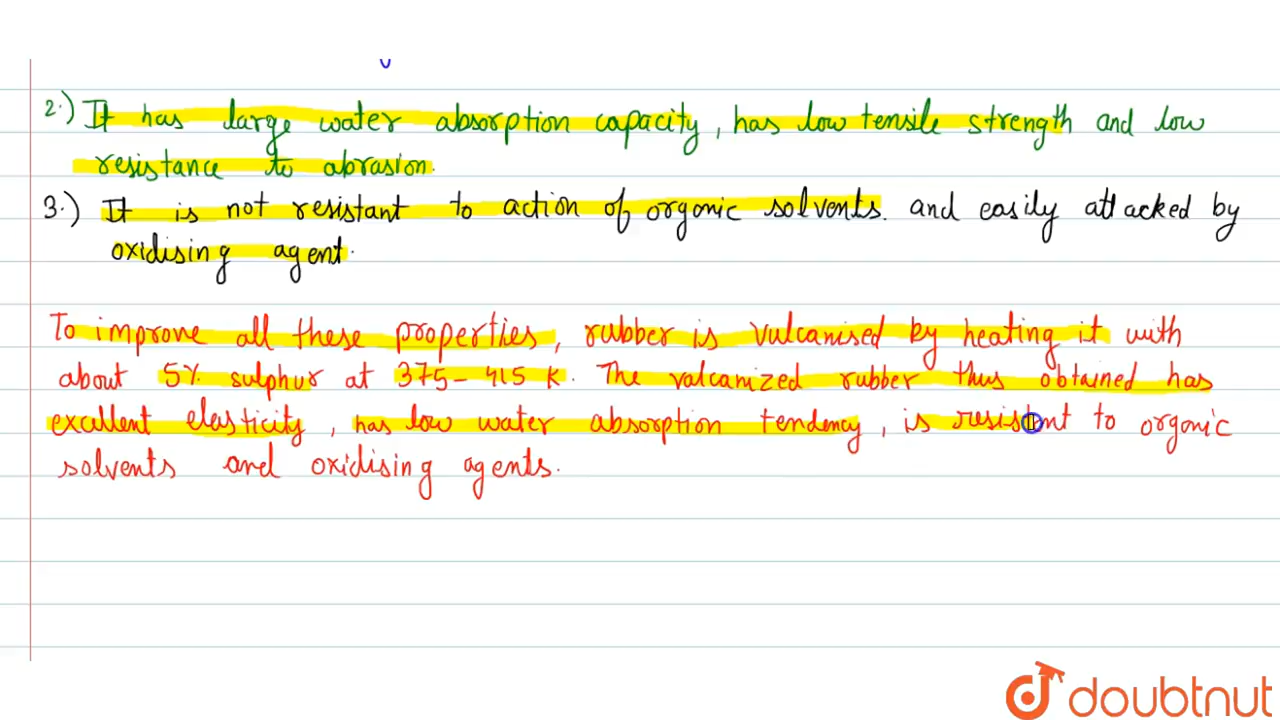 2.) It has large water absorption capacity, has low tensile strength and low
resistance to abrasion.
3.) It is not resistant to action of organic solvents. and easily attacked by
oxidising agent.
To improve all these properties, rubber is vulcanised by heating it with
about 5% sulphur at 375-415 K. The valcanized rubber thus obtained has
excellent elasticity, has low water absorption tendency, is resistent to organic
solvents and oxidising agents.
doubtnut